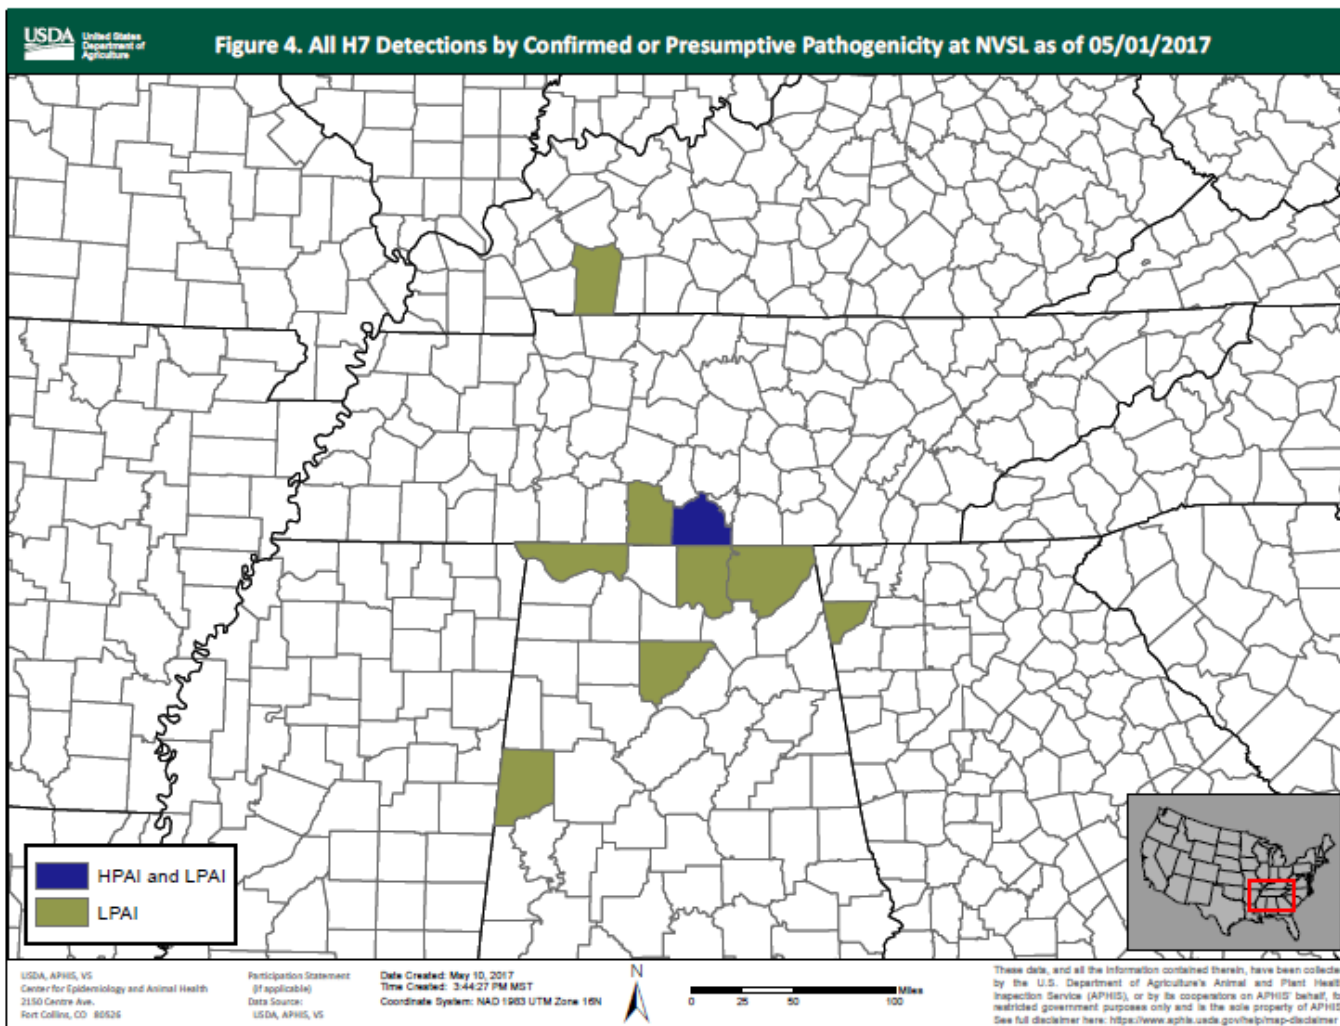 USDA
United States
Department of
Agriculture
Figure 4. All H7 Detections by Confirmed or Presumptive Pathogenicity at NVSL as of 05/01/2017
HPAI and LPAI
LPAI
USDA, APHIS, VS
Center for Epidemiology and Animal Health
2150 Centre Ave.
Fort Collins, CO 80526
Participation Statement
(if applicable)
Data Source:
USDA, APHIS, VS
Date Created: May 10, 2017
Time Created: 3:44:27 PM MST
Coordinate System: NAD 1983 UTM Zone 16N
N
Miles
0 25 50 100
These data, and all the information contained therein, have been collecte
by the U.S. Department of Agriculture's Animal and Plant Healt
Inspection Service (APHIS), or by its cooperators on APHIS' behalf, fo
restricted government purposes only and is the sole property of APHIS
See full disclaimer here: https://www.aphis.usda.gov/help/map-disclaimer